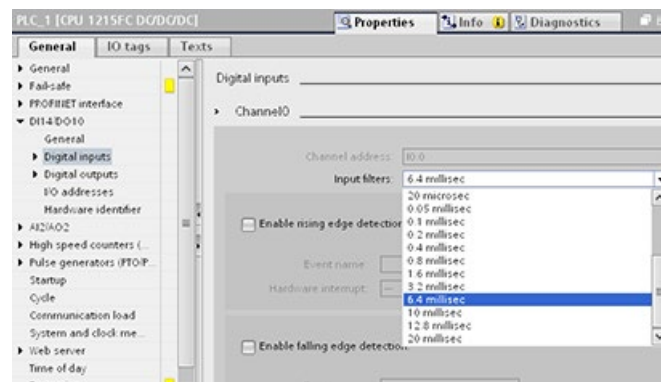 PLC_1 [CPU 1215FC DC/DC/DC]
Properties
Info
Diagnostics
General
IO tags
Texts
General
Fail-safe
PROFINET interface
DI14/DO10
General
Digital inputs
Digital outputs
I/O addresses
Hardware identifier
AI2/AO2
High speed counters (...
Pulse generators (PTO/P...
Startup
Cycle
Communication load
System and clock me...
Web server
Time of day
Digital inputs
Channel0
Channel address: I0.0
Input filters: 6.4 millisec
20 microsec
0.05 millisec
0.1 millisec
0.2 millisec
0.4 millisec
0.8 millisec
1.6 millisec
3.2 millisec
6.4 millisec
10 millisec
12.8 millisec
20 millisec
Enable rising edge detection
Event name
Hardware interrupt:
Enable falling edge detection